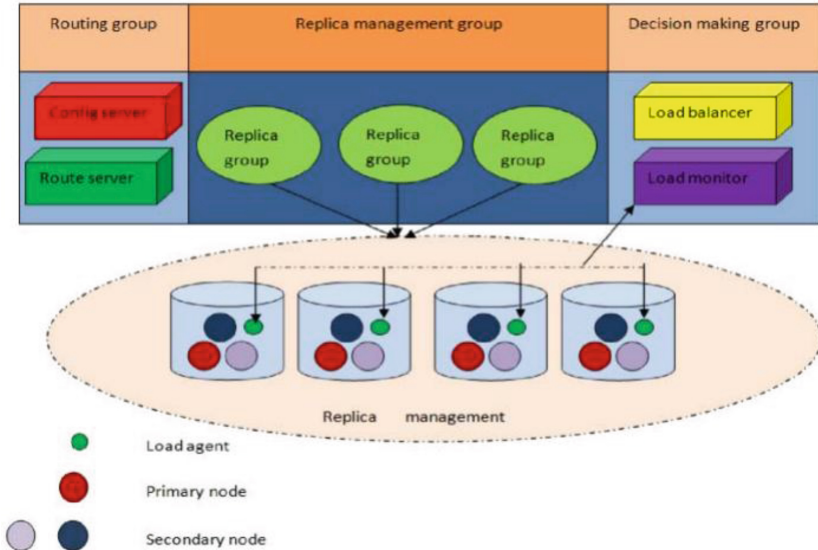 Routing group
Replica management group
Decision making group
Config server
Route server
Replica
group
Replica
group
Replica
group
Load balancer
Load monitor
Replica management
Load agent
Primary node
Secondary node